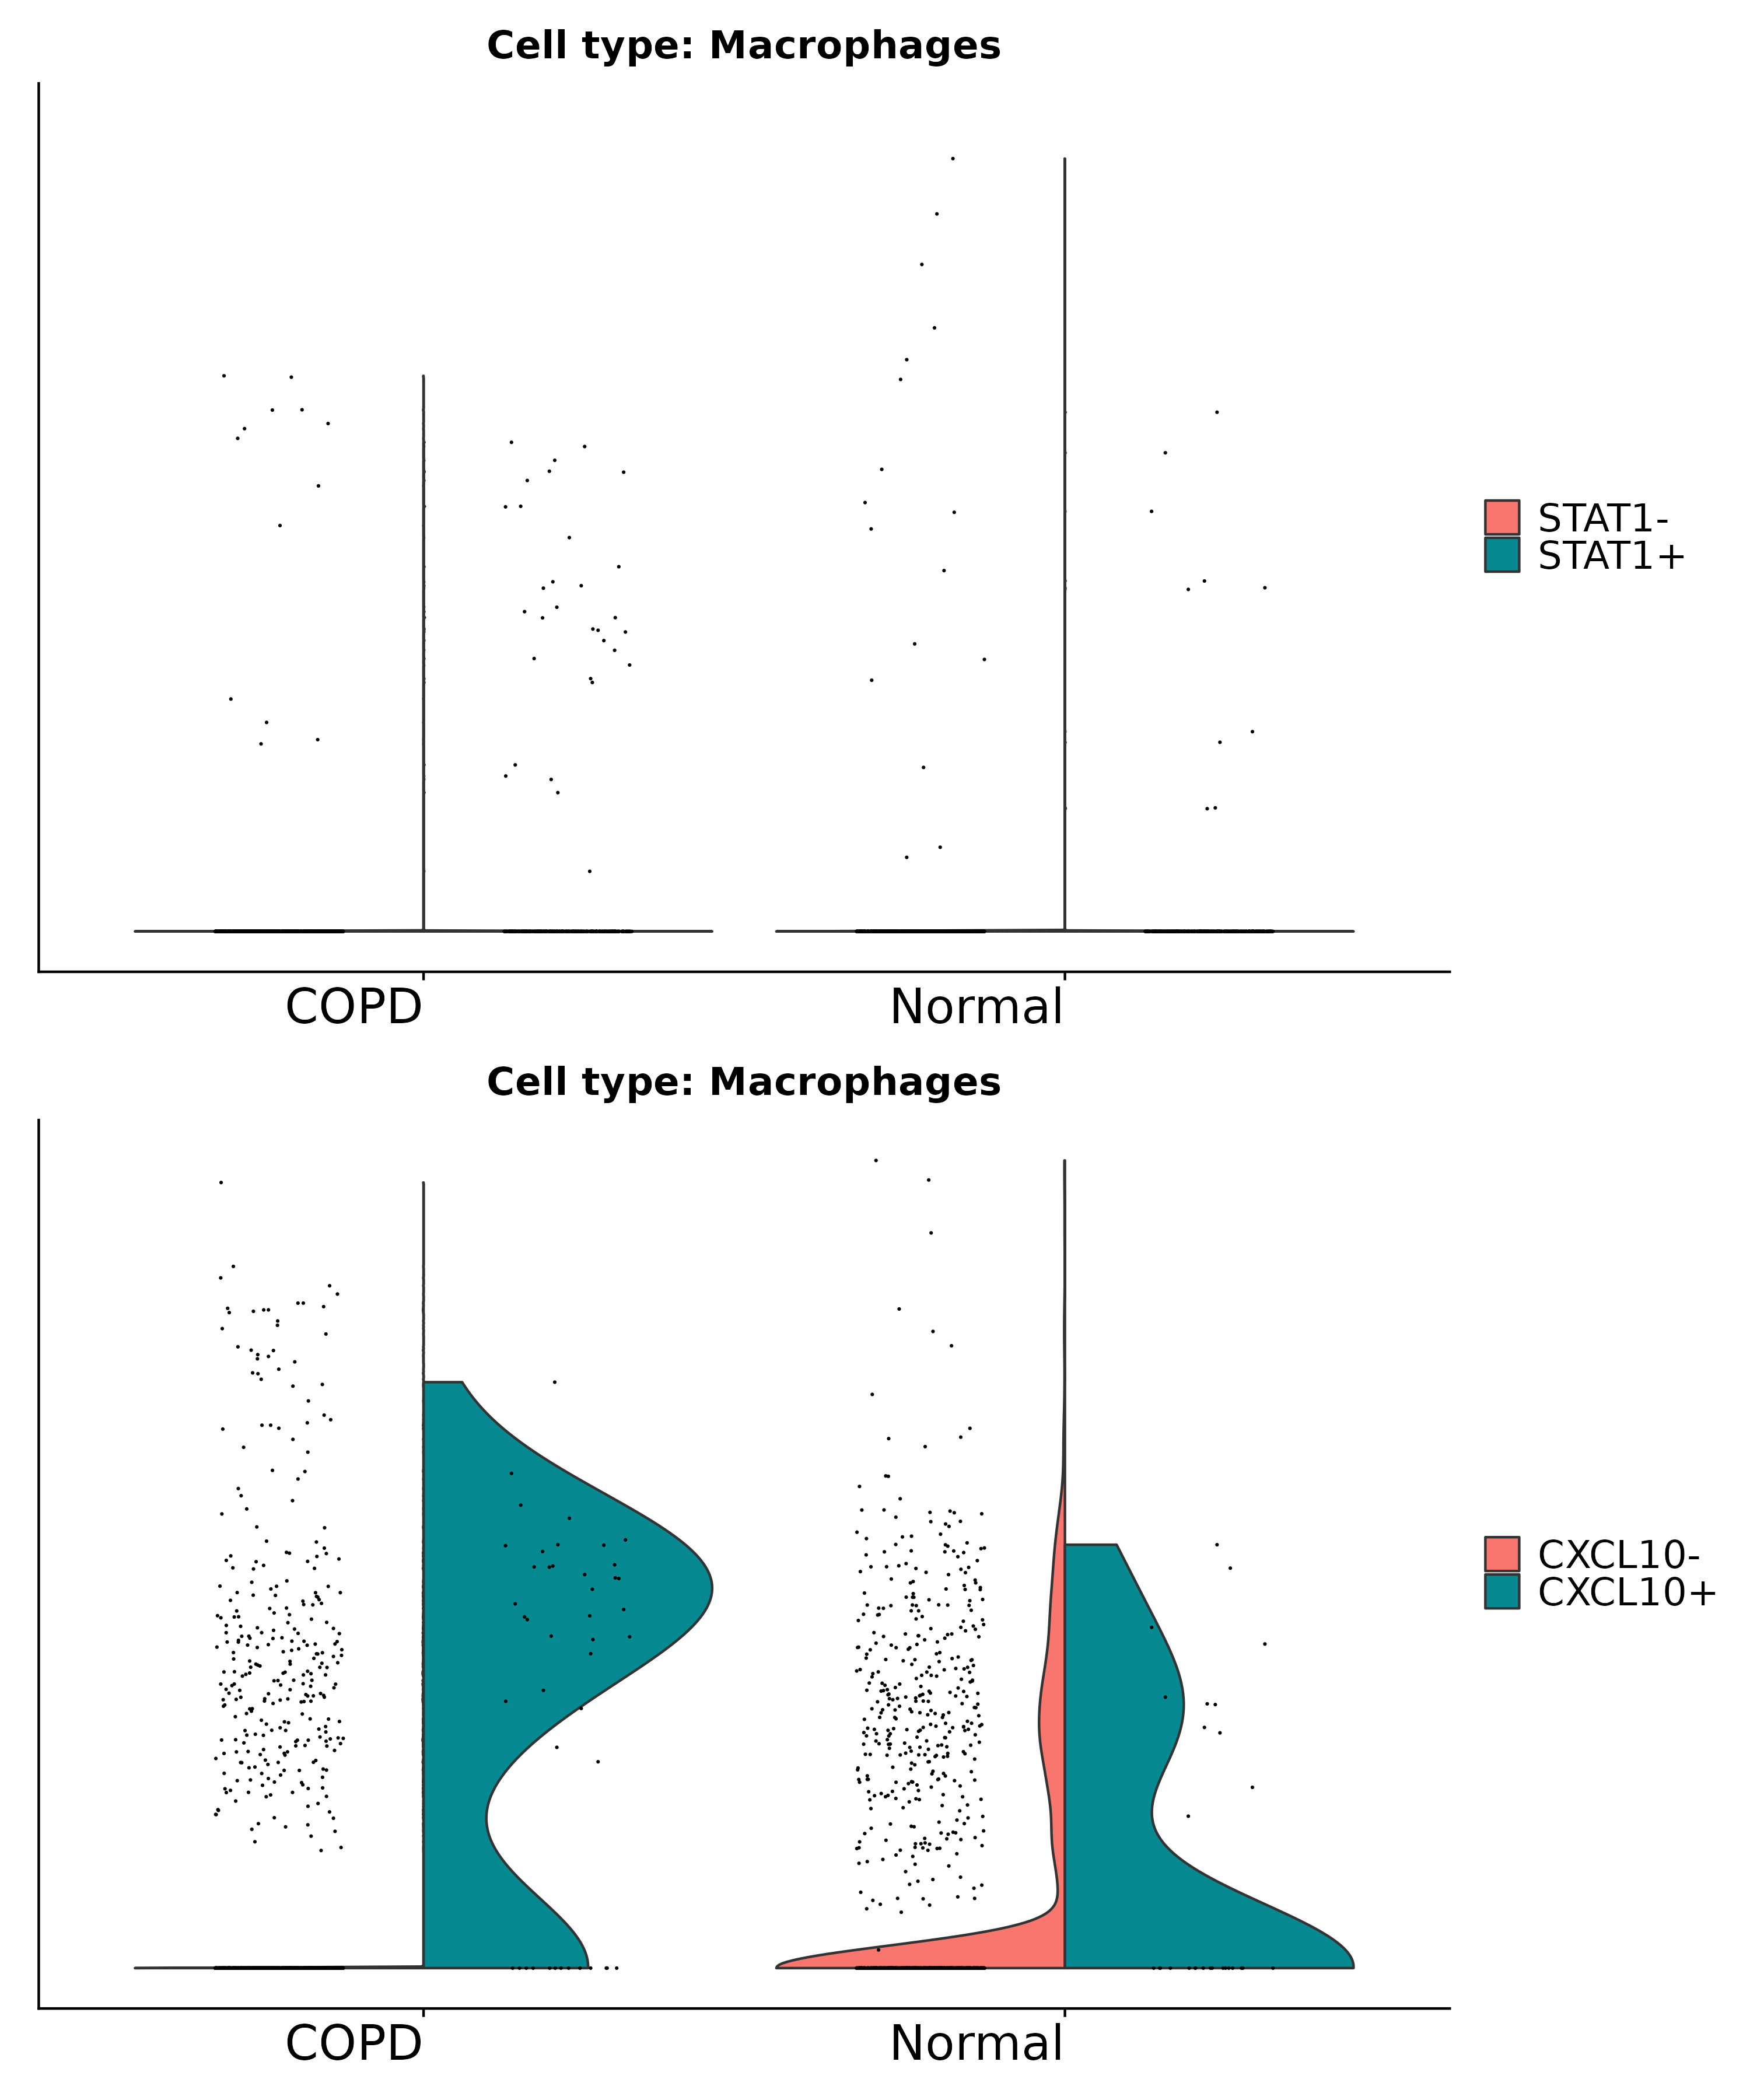 Cell type: Macrophages
STAT1-
STAT1+
COPD
Normal
Cell type: Macrophages
CXCL10-
CXCL10+
COPD
Normal